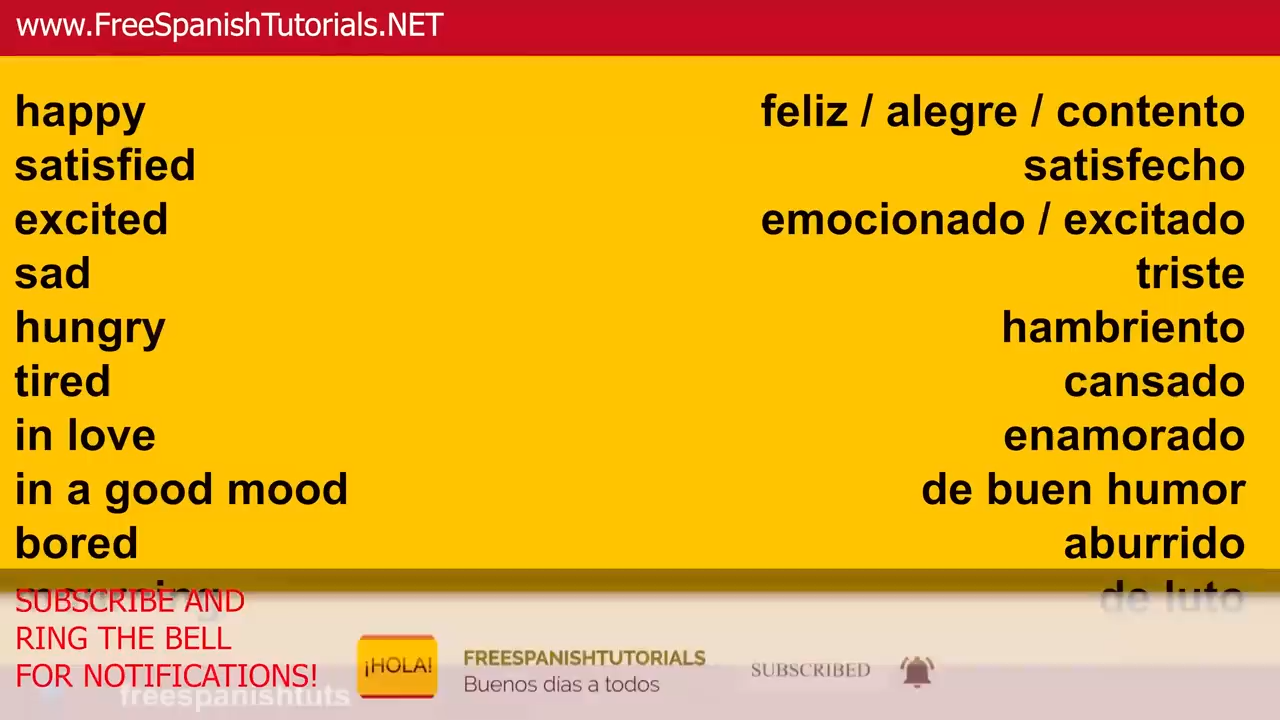 www.FreeSpanishTutorials.NET
happy feliz / alegre / contento
satisfied satisfecho
excited emocionado / excitado
sad triste
hungry hambriento
tired cansado
in love enamorado
in a good mood de buen humor
bored aburrido
mourning de luto
SUBSCRIBE AND
RING THE BELL
FOR NOTIFICATIONS!
¡HOLA!
FREESPANISHTUTORIALS
Buenos dias a todos
SUBSCRIBED
freespanishtuts